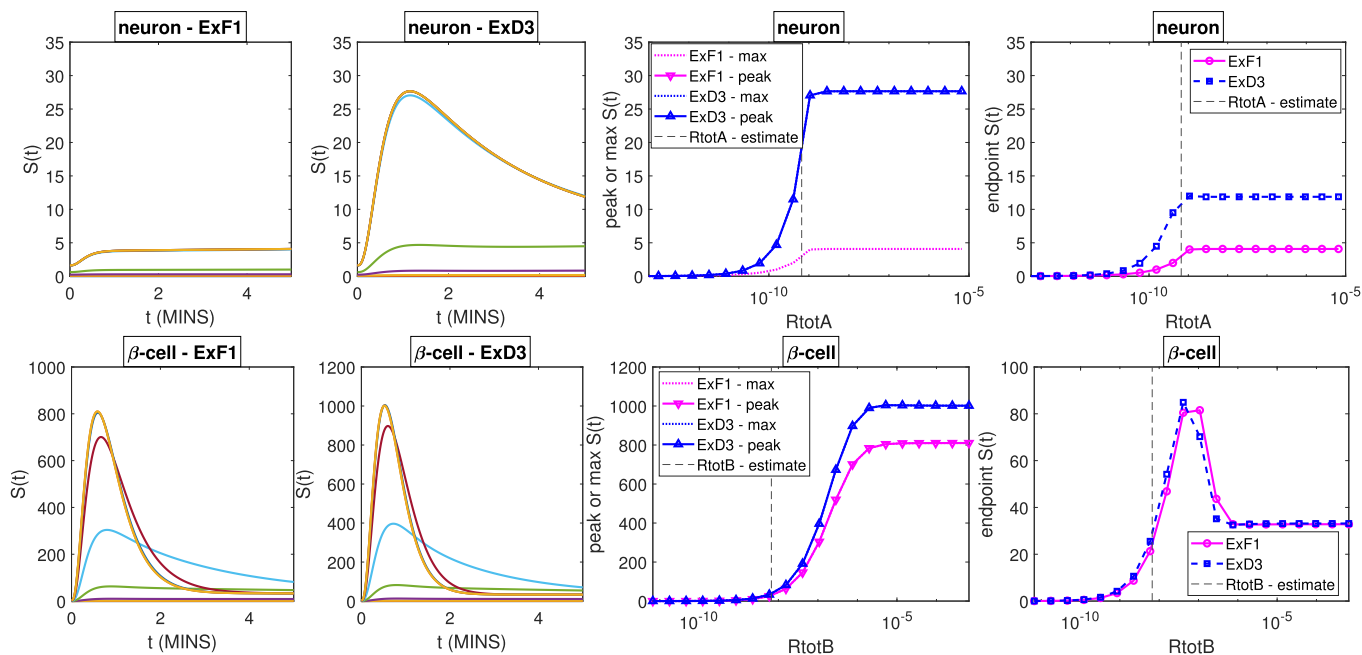 neuron - ExF1
35
30
25
20
15
10
5
0
S(t)
0
2
4
t (MINS)
neuron - ExD3
35
30
25
20
15
10
5
0
S(t)
0
2
4
t (MINS)
neuron
35
30
25
20
15
10
5
0
peak or max S(t)
ExF1 - max
ExF1 - peak
ExD3 - max
ExD3 - peak
RtotA - estimate
10^-10
10^-5
RtotA
neuron
35
30
25
20
15
10
5
0
endpoint S(t)
ExF1
ExD3
RtotA - estimate
10^-10
10^-5
RtotA
β-cell - ExF1
1000
800
600
400
200
0
S(t)
0
2
4
t (MINS)
β-cell - ExD3
1200
1000
800
600
400
200
0
S(t)
0
2
4
t (MINS)
β-cell
1200
1000
800
600
400
200
0
peak or max S(t)
ExF1 - max
ExF1 - peak
ExD3 - max
ExD3 - peak
RtotB - estimate
10^-10
10^-5
RtotB
β-cell
100
80
60
40
20
0
endpoint S(t)
ExF1
ExD3
RtotB - estimate
10^-10
10^-5
RtotB